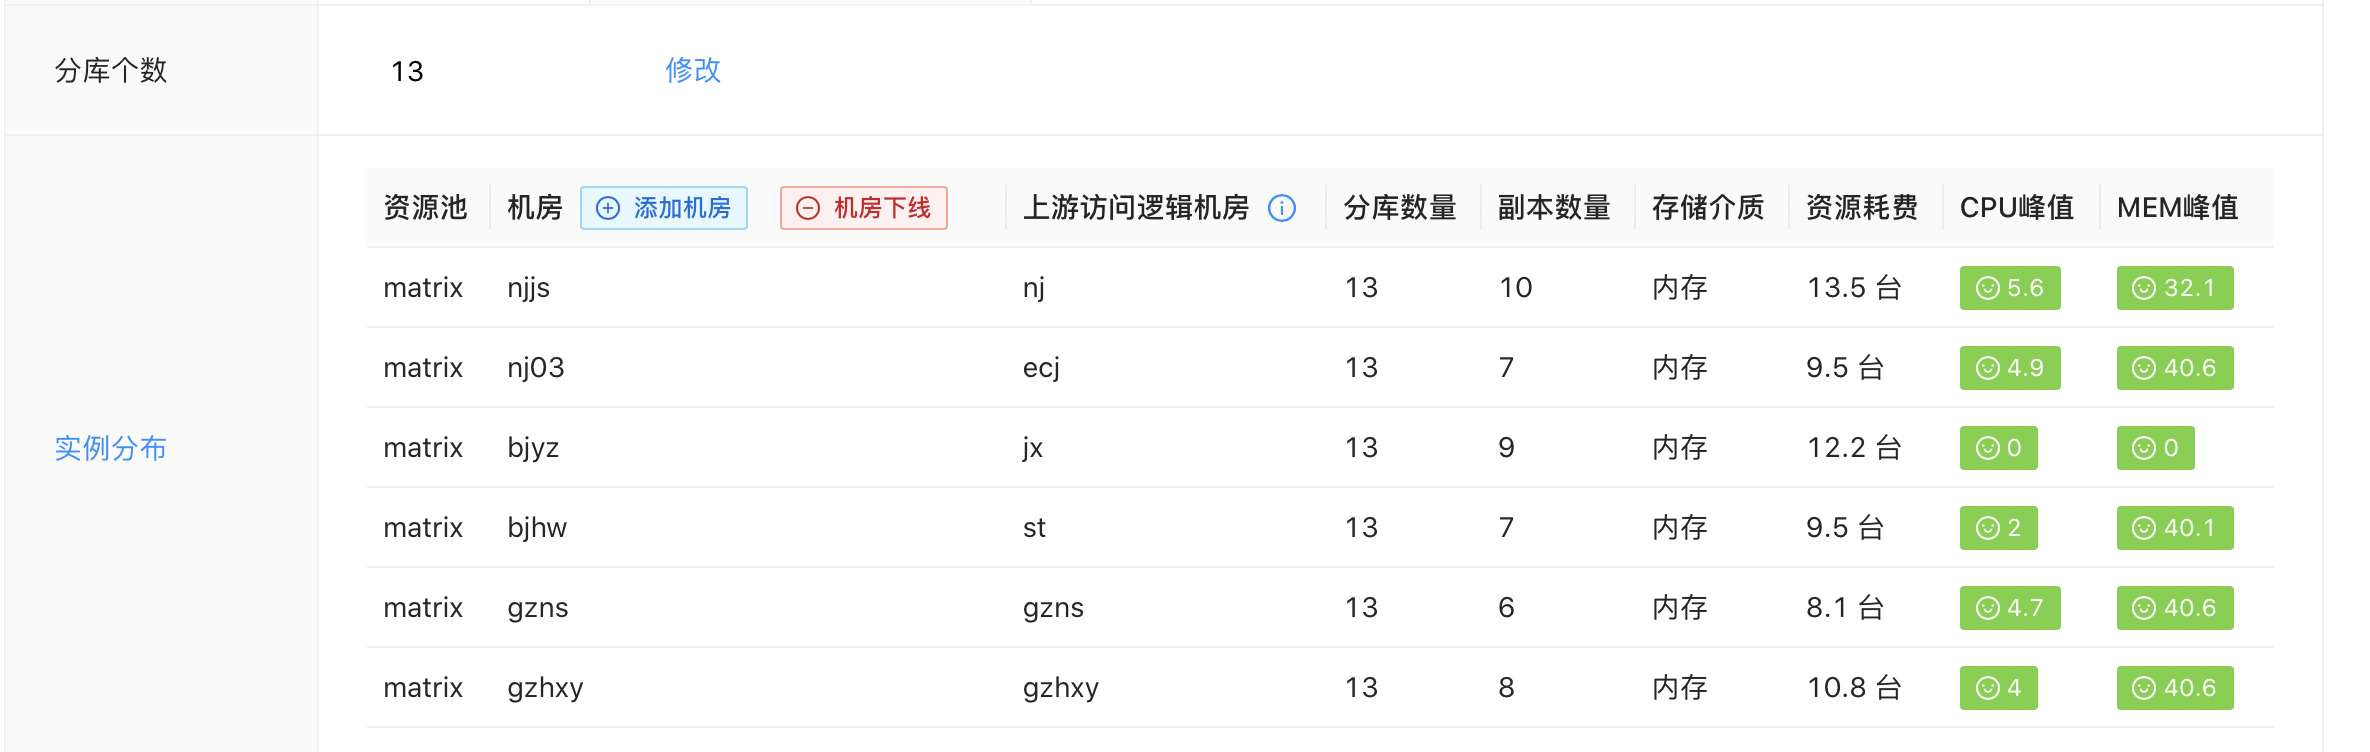 分库个数 13 修改
资源池 机房 添加机房 机房下线 上游访问逻辑机房 分库数量 副本数量 存储介质 资源耗费 CPU峰值 MEM峰值
matrix njjs nj 13 10 内存 13.5 台 5.6 32.1
matrix nj03 ecj 13 7 内存 9.5 台 4.9 40.6
实例分布 matrix bjyz jx 13 9 内存 12.2 台 0 0
matrix bjhw st 13 7 内存 9.5 台 2 40.1
matrix gzns gzns 13 6 内存 8.1 台 4.7 40.6
matrix gzhxy gzhxy 13 8 内存 10.8 台 4 40.6